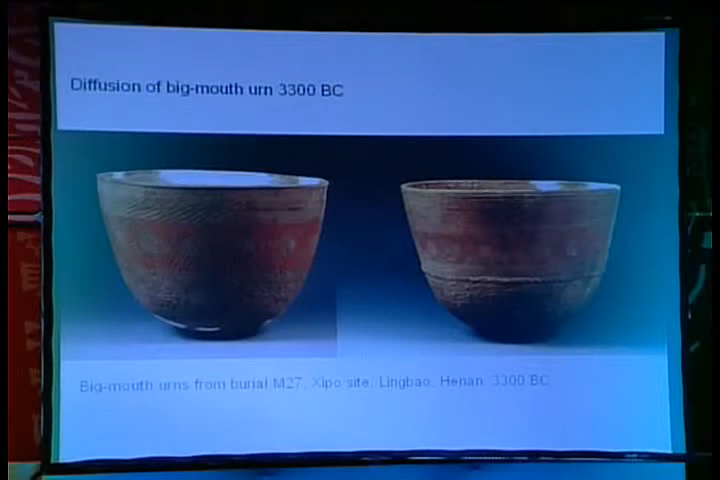 Diffusion of big-mouth urn 3300 BC
Big-mouth urns from burial M27, Xipo site, Lingbao, Henan 3300 BC